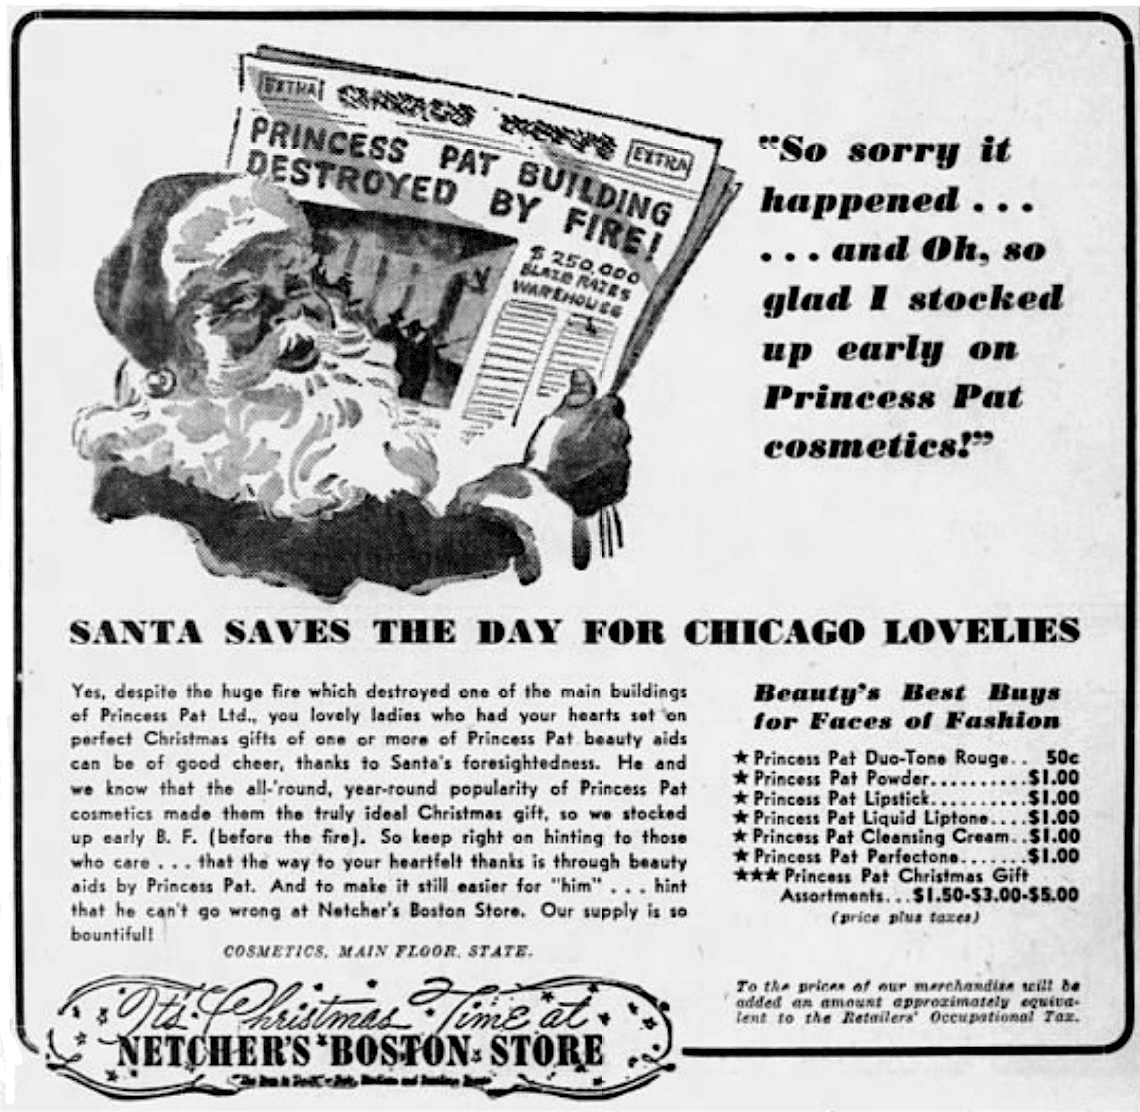 EXTRA
EXTRA
PRINCESS PAT BUILDING
DESTROYED BY FIRE!
$250,000
BLAZE RAZES
WAREHOUSE
"So sorry it
happened . . .
. . . and Oh, so
glad I stocked
up early on
Princess Pat
cosmetics!"
SANTA SAVES THE DAY FOR CHICAGO LOVELIES
Yes, despite the huge fire which destroyed one of the main buildings
of Princess Pat Ltd., you lovely ladies who had your hearts set on
perfect Christmas gifts of one or more of Princess Pat beauty aids
can be of good cheer, thanks to Santa's foresightedness. He and
we know that the all-'round, year-round popularity of Princess Pat
cosmetics made them the truly ideal Christmas gift, so we stocked
up early B. F. (before the fire). So keep right on hinting to those
who care . . . that the way to your heartfelt thanks is through beauty
aids by Princess Pat. And to make it still easier for "him" . . . hint
that he can't go wrong at Netcher's Boston Store. Our supply is so
bountiful!
COSMETICS, MAIN FLOOR, STATE.
Beauty's Best Buys
for Faces of Fashion
★ Princess Pat Duo-Tone Rouge.. 50c
★ Princess Pat Powder..........$1.00
★ Princess Pat Lipstick..........$1.00
★ Princess Pat Liquid Liptone....$1.00
★ Princess Pat Cleansing Cream..$1.00
★ Princess Pat Perfectone.......$1.00
★★★ Princess Pat Christmas Gift
Assortments...$1.50-$3.00-$5.00
(price plus taxes)
To the prices of our merchandise will be
added an amount approximately equiva-
lent to the Retailers' Occupational Tax.
It's Christmas Time at
NETCHER'S BOSTON STORE